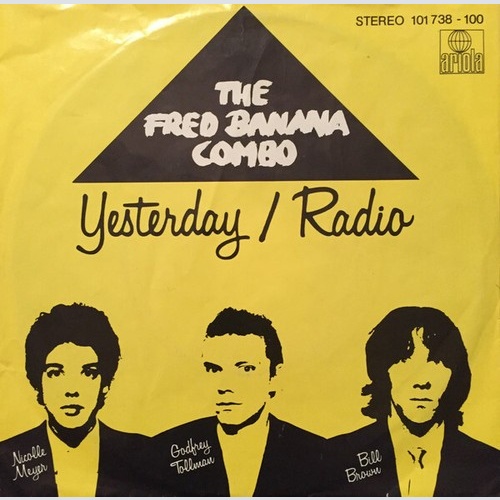 STEREO 101 738 - 100
ariola
THE
FRED BANANA
COMBO
Yesterday / Radio
Nicolle
Meyer
Godfrey
Tollman
Bill
Brown